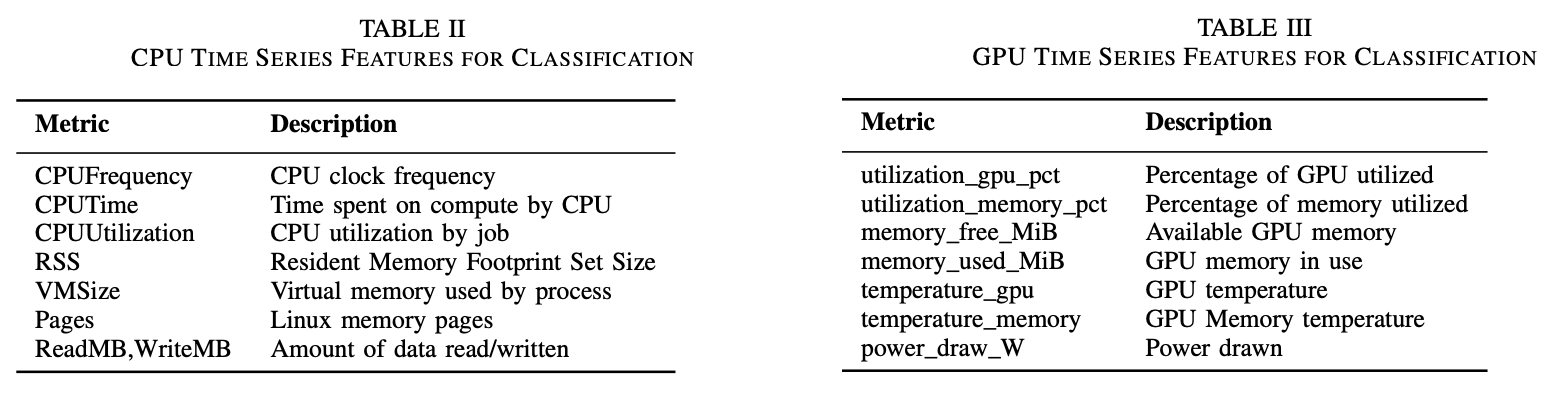 TABLE II
CPU TIME SERIES FEATURES FOR CLASSIFICATION
Metric Description
CPUFrequency CPU clock frequency
CPUTime Time spent on compute by CPU
CPUUtilization CPU utilization by job
RSS Resident Memory Footprint Set Size
VMSize Virtual memory used by process
Pages Linux memory pages
ReadMB,WriteMB Amount of data read/written
TABLE III
GPU TIME SERIES FEATURES FOR CLASSIFICATION
Metric Description
utilization_gpu_pct Percentage of GPU utilized
utilization_memory_pct Percentage of memory utilized
memory_free_MiB Available GPU memory
memory_used_MiB GPU memory in use
temperature_gpu GPU temperature
temperature_memory GPU Memory temperature
power_draw_W Power drawn